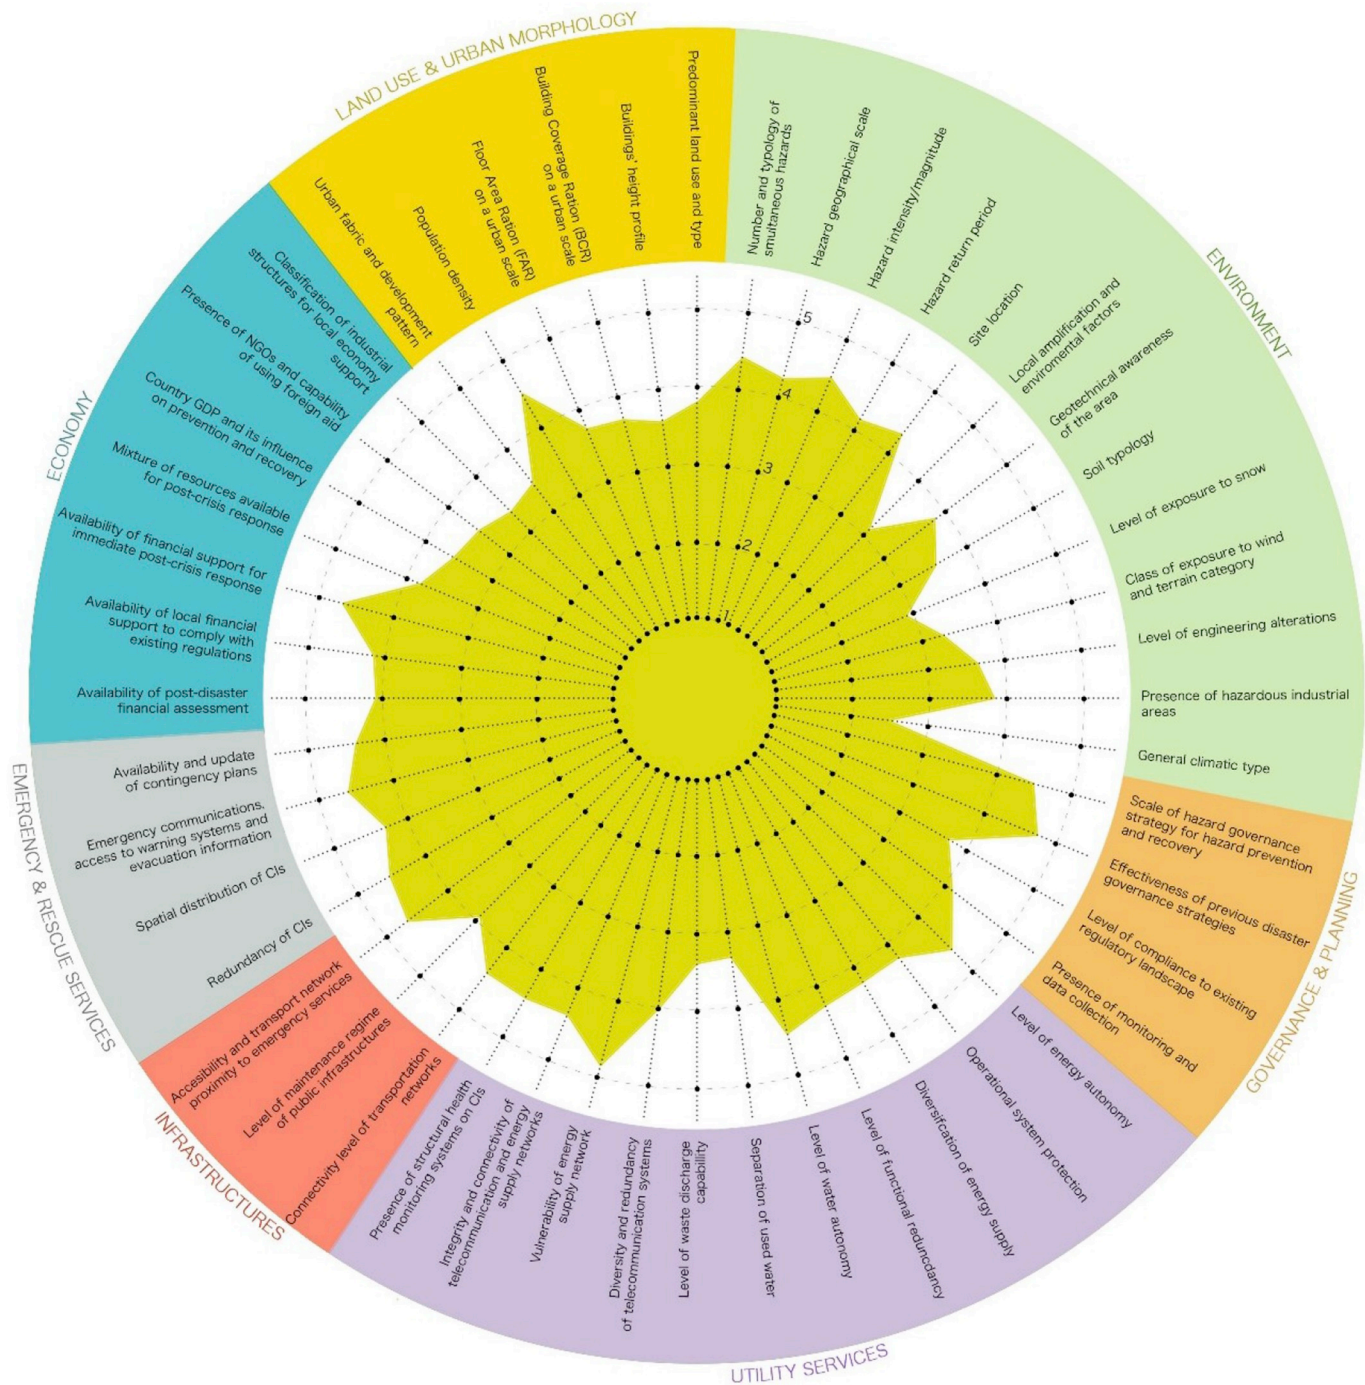 LAND USE & URBAN MORPHOLOGY
Urban fabric and development
pattern
Population density
Floor Area Ration (FAR)
on a urban scale
Building Coverage Ration (BCR)
on a urban scale
Buildings' height profile
Predominant land use and type
ENVIRONMENT
Number and typology of
smultaneous hazards
Hazard geographical scale
Hazard intensity/magnitude
Hazard return period
Site location
Local amplification and
enviromental factors
Geotechnical awareness
of the area
Soil typology
Level of exposure to snow
Class of exposure to wind
and terrain category
Level of engineering alterations
Presence of hazardous industrial
areas
General climatic type
GOVERNANCE & PLANNING
Scale of hazard governance
strategy for hazard prevention
and recovery
Effectiveness of previous disaster
governance strategies
Level of compliance to existing
regulatory landscape
Presence of monitoring and
data collection
UTILITY SERVICES
Level of energy autonomy
Operational system protection
Diversifcation of energy supply
Level of functional reduncdancy
Level of water autonomy
Separation of used water
Level of waste discharge
capability
Diversity and redundancy
of telecommunication systems
Vulnerability of energy
supply network
Integrity and connectivity of
telecommunication and energy
supply networks
Presence of structural health
monitoring systems on CIs
INFRASTRUCTURES
Connectivity level of transportation
networks
Level of maintenance regime
of public infrastructures
Accesibility and transport network
proximity to emergency services
EMERGENCY & RESCUE SERVICES
Redundancy of CIs
Spatial distribution of CIs
Emergency communications,
access to warning systems and
evacuation information
Availability and update
of contingency plans
ECONOMY
Availability of post-disaster
financial assessment
Availability of local financial
support to comply with
existing regulations
Availability of financial support for
immediate post-crisis response
Mixture of resources available
for post-crisis response
Country GDP and its influence
on prevention and recovery
Presence of NGOs and capability
of using foreign aid
Classification of industrial
structures for local economy
support
5
4
3
2
1